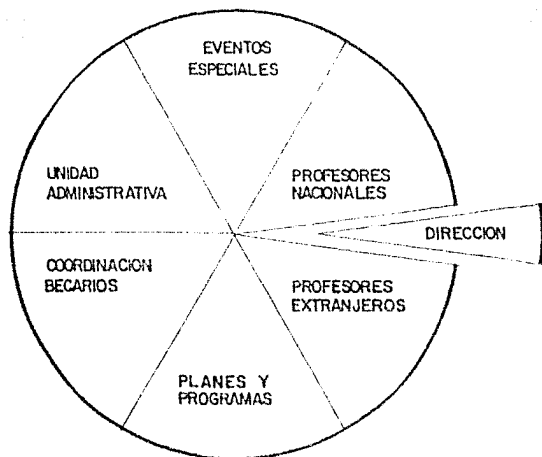 EVENTOS
ESPECIALES
UNIDAD
ADMINISTRATIVA
PROFESORES
NACIONALES
DIRECCION
COORDINACION
BECARIOS
PROFESORES
EXTRANJEROS
PLANES Y
PROGRAMAS